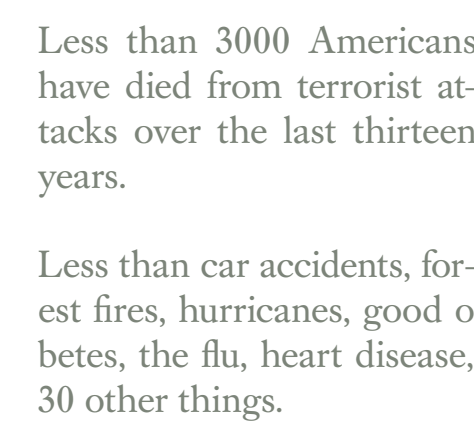 Less than 3000 Americans
have died from terrorist at-
tacks over the last thirteen
years.
Less than car accidents, for-
est fires, hurricanes, good o
betes, the flu, heart disease,
30 other things.